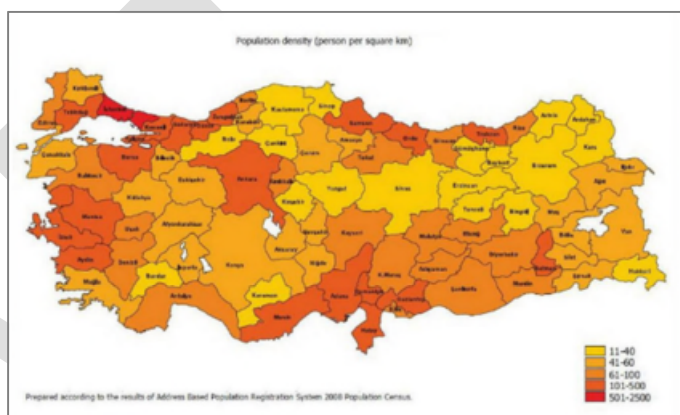 Population density (person per square km)
Kırklareli
Edirne
Tekirdağ
İstanbul
Kocaeli
Zonguldak
Bartın
Kastamonu
Sinop
Samsun
Ordu
Giresun
Trabzon
Rize
Artvin
Ardahan
Kars
Çanakkale
Balıkesir
Bursa
Bilecik
Bolu
Çankırı
Çorum
Amasya
Tokat
Gümüşhane
Bayburt
Erzurum
Iğdır
Ağrı
Kütahya
Eskişehir
Ankara
Kırıkkale
Yozgat
Sivas
Erzincan
Tunceli
Bingöl
Muş
Manisa
Uşak
Afyonkarahisar
Kırşehir
Nevşehir
Kayseri
Malatya
Elazığ
Diyarbakır
Batman
Bitlis
Van
İzmir
Aydın
Denizli
Burdur
Isparta
Konya
Aksaray
Niğde
K.Maraş
Adıyaman
Şanlıurfa
Mardin
Siirt
Şırnak
Hakkari
Muğla
Antalya
Karaman
Mersin
Adana
Osmaniye
Gaziantep
Kilis
Hatay
11-40
41-60
61-100
101-500
501-2500
Prepared according to the results of Address Based Population Registration System 2008 Population Census.